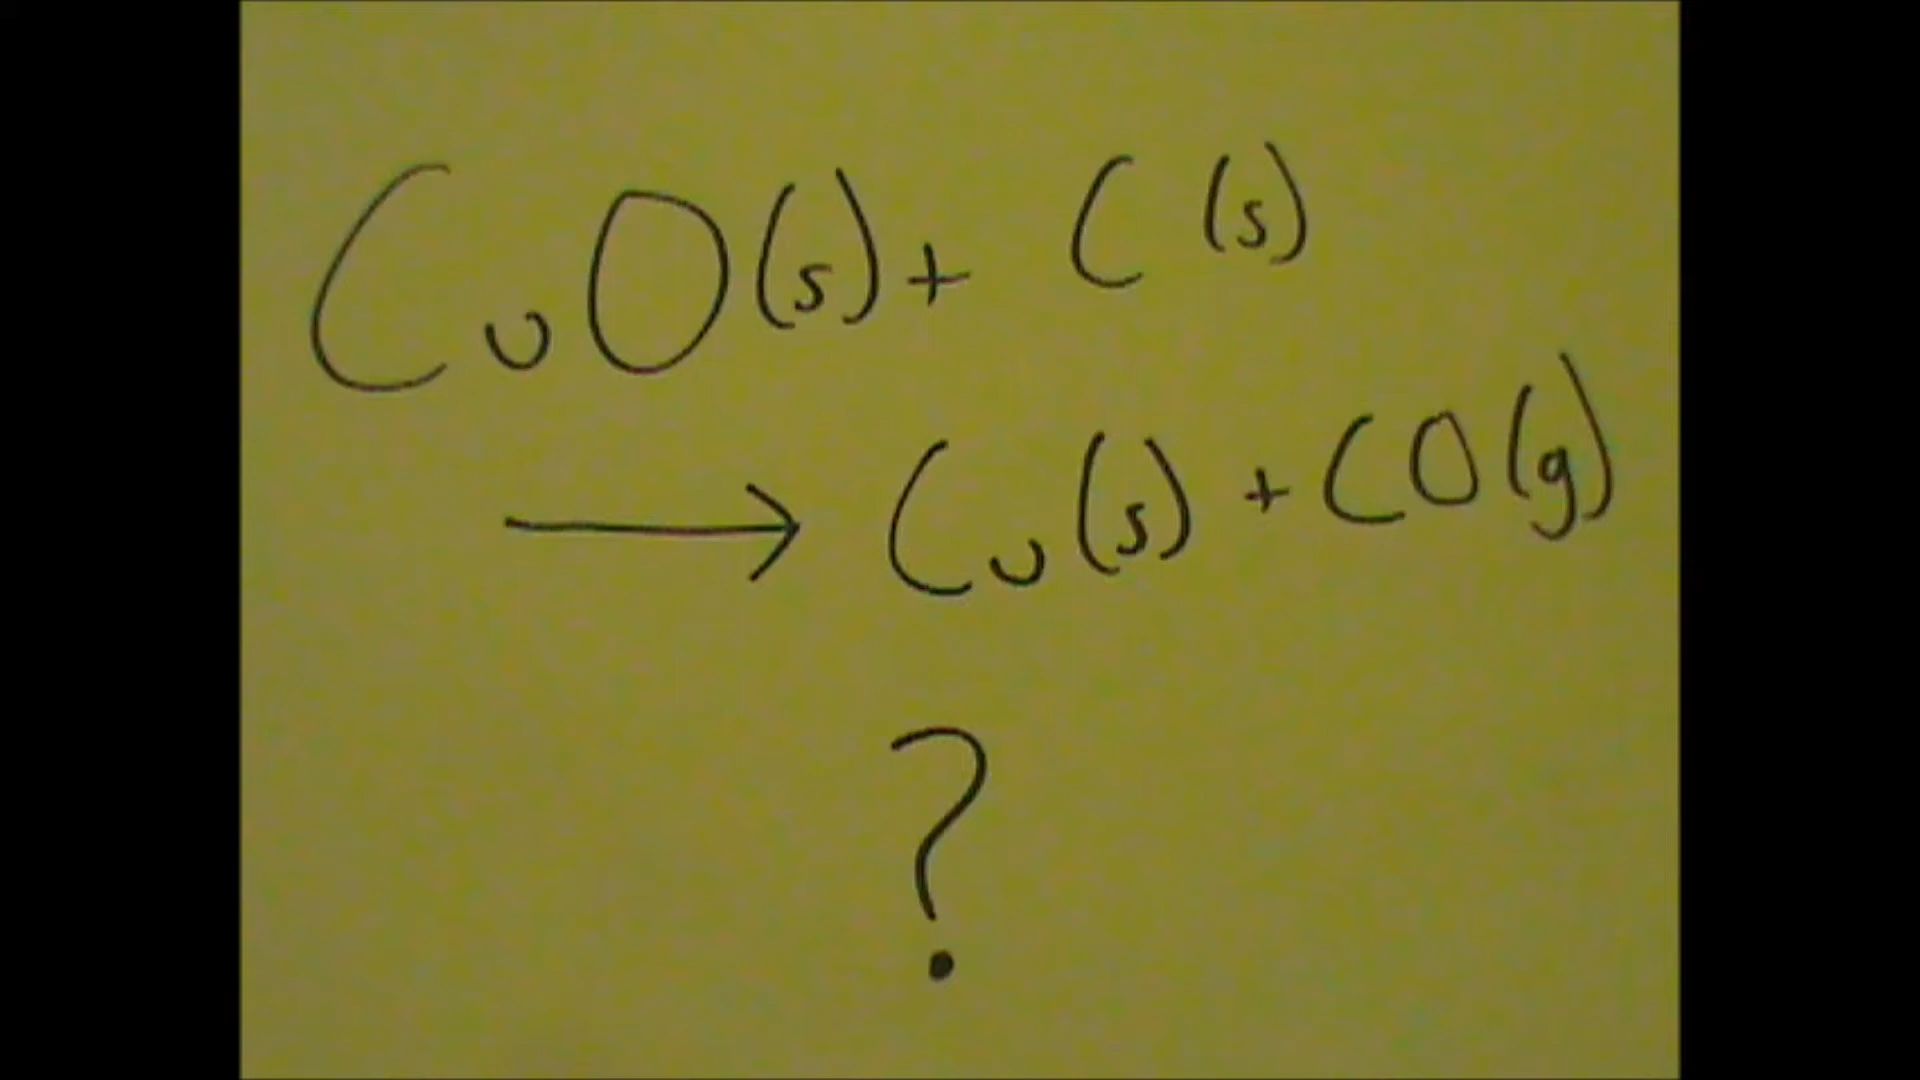 CuO(s) + C (s)
→ Cu(s) + CO(g)
?